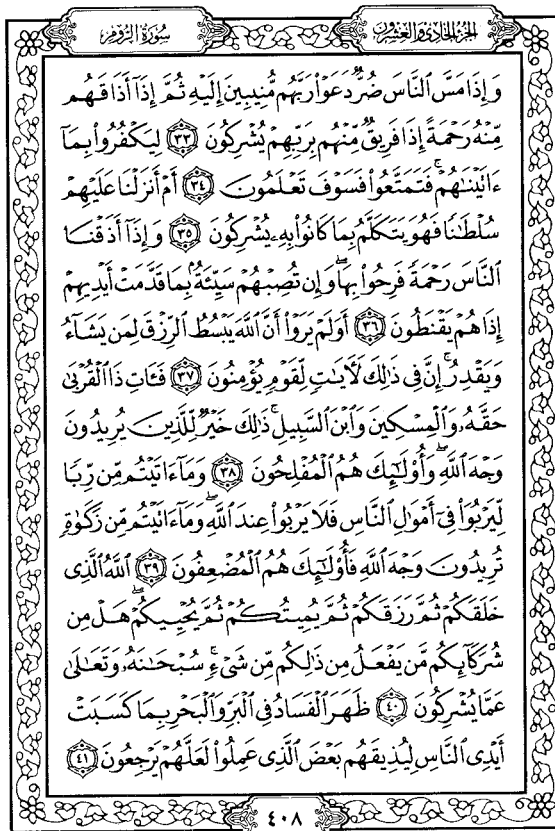 الجزء الحادي والعشرون
سورة الروم
وَإِذَا مَسَّ ٱلنَّاسَ ضُرٌّ دَعَوْا۟ رَبَّهُم مُّنِيبِينَ إِلَيْهِ ثُمَّ إِذَآ أَذَاقَهُم
مِّنْهُ رَحْمَةً إِذَا فَرِيقٌ مِّنْهُم بِرَبِّهِمْ يُشْرِكُونَ ٣٣ لِيَكْفُرُوا۟ بِمَآ
ءَاتَيْنَـٰهُمْ ۚ فَتَمَتَّعُوا۟ فَسَوْفَ تَعْلَمُونَ ٣٤ أَمْ أَنزَلْنَا عَلَيْهِمْ
سُلْطَـٰنًا فَهُوَ يَتَكَلَّمُ بِمَا كَانُوا۟ بِهِۦ يُشْرِكُونَ ٣٥ وَإِذَآ أَذَقْنَا
ٱلنَّاسَ رَحْمَةً فَرِحُوا۟ بِهَا ۖ وَإِن تُصِبْهُمْ سَيِّئَةٌۢ بِمَا قَدَّمَتْ أَيْدِيهِمْ
إِذَا هُمْ يَقْنَطُونَ ٣٦ أَوَلَمْ يَرَوْا۟ أَنَّ ٱللَّهَ يَبْسُطُ ٱلرِّزْقَ لِمَن يَشَآءُ
وَيَقْدِرُ ۚ إِنَّ فِى ذَٰلِكَ لَـَٔايَـٰتٍ لِّقَوْمٍ يُؤْمِنُونَ ٣٧ فَـَٔاتِ ذَا ٱلْقُرْبَىٰ
حَقَّهُۥ وَٱلْمِسْكِينَ وَٱبْنَ ٱلسَّبِيلِ ۚ ذَٰلِكَ خَيْرٌ لِّلَّذِينَ يُرِيدُونَ
وَجْهَ ٱللَّهِ ۖ وَأُو۟لَـٰٓئِكَ هُمُ ٱلْمُفْلِحُونَ ٣٨ وَمَآ ءَاتَيْتُم مِّن رِّبًا
لِّيَرْبُوَا۟ فِىٓ أَمْوَٰلِ ٱلنَّاسِ فَلَا يَرْبُوا۟ عِندَ ٱللَّهِ ۖ وَمَآ ءَاتَيْتُم مِّن زَكَوٰةٍ
تُرِيدُونَ وَجْهَ ٱللَّهِ فَأُو۟لَـٰٓئِكَ هُمُ ٱلْمُضْعِفُونَ ٣٩ ٱللَّهُ ٱلَّذِى
خَلَقَكُمْ ثُمَّ رَزَقَكُمْ ثُمَّ يُمِيتُكُمْ ثُمَّ يُحْيِيكُمْ ۖ هَلْ مِن
شُرَكَآئِكُم مَّن يَفْعَلُ مِن ذَٰلِكُم مِّن شَىْءٍ ۚ سُبْحَـٰنَهُۥ وَتَعَـٰلَىٰ
عَمَّا يُشْرِكُونَ ٤٠ ظَهَرَ ٱلْفَسَادُ فِى ٱلْبَرِّ وَٱلْبَحْرِ بِمَا كَسَبَتْ
أَيْدِى ٱلنَّاسِ لِيُذِيقَهُم بَعْضَ ٱلَّذِى عَمِلُوا۟ لَعَلَّهُمْ يَرْجِعُونَ ٤١
٤٠٨